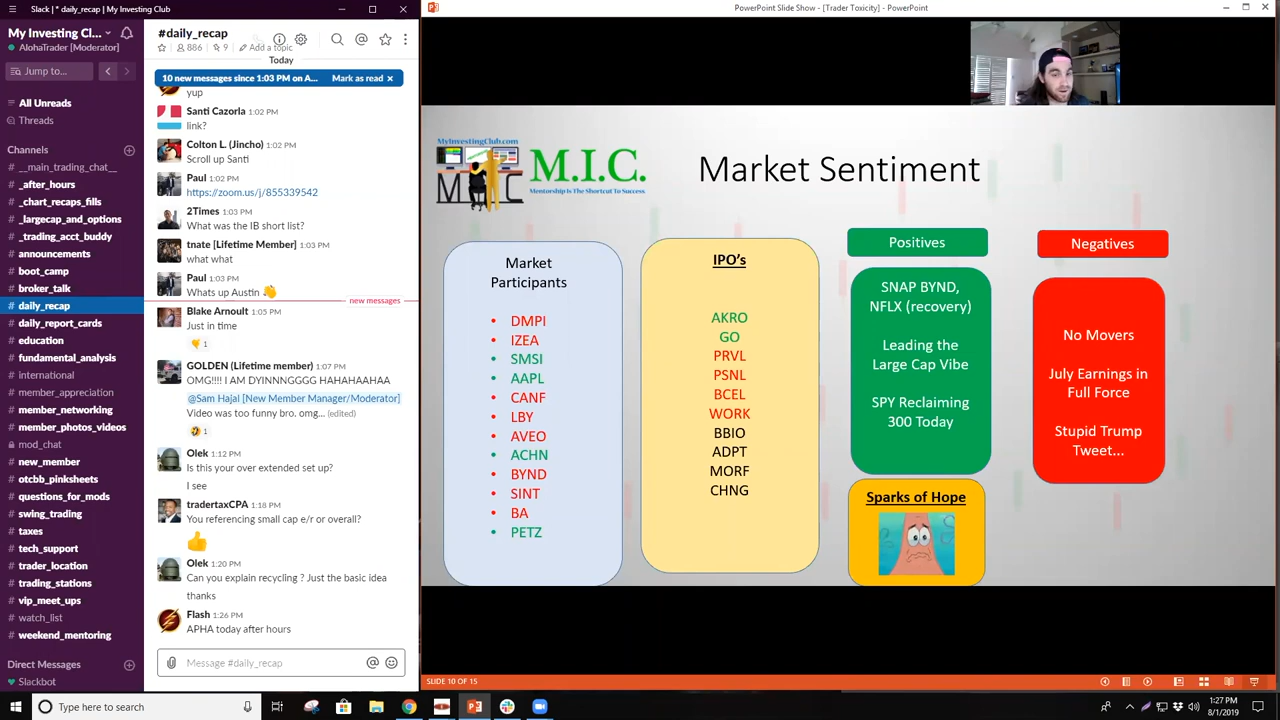 Slack | * daily_recap | My Investing Club
PowerPoint Slide Show - [Trader Toxicity] - PowerPoint
My Investing Cl...
AlohaTrader [Moderator]
Jump to...
All Unreads
Threads
Channels
# _after_hours
# _chart_recaps_fills
# _largecap_and_options
# _trading_acct_buddy
# announcements
# boot_camp
# broker_talk
# daily_recap
# daily_report_cards
# education
# fundamental_analysis
# international
# member_appreciation
# member_networking
# member_photos_videos
mod_chat
# new_member
# otcbb_pinksheets
# questions_for_mods
# swing_trading
# taxes
# tech_support
# trader_location
# trading_stations
# vip_meet_ups
# watch_list
# weekend_mentoring
Direct Messages
Slackbot
#daily_recap
886
9
Add a topic
Today
10 new messages since 1:03 PM on A...
Mark as read
yup
Santi Cazorla 1:02 PM
link?
Colton L. (Jincho) 1:02 PM
Scroll up Santi
Paul 1:02 PM
https://zoom.us/j/855339542
2Times 1:03 PM
What was the IB short list?
tnate [Lifetime Member] 1:03 PM
what what
Paul 1:03 PM
Whats up Austin
new messages
Blake Arnoult 1:05 PM
Just in time
1
GOLDEN (Lifetime member) 1:07 PM
OMG!!!! I AM DYINNNGGGG HAHAHAAHAA
@Sam Hajal [New Member Manager/Moderator]
Video was too funny bro. omg... (edited)
1
Olek 1:12 PM
Is this your over extended set up?
I see
tradertaxCPA 1:18 PM
You referencing small cap e/r or overall?
Olek 1:20 PM
Can you explain recycling ? Just the basic idea
thanks
Flash 1:26 PM
APHA today after hours
Message #daily_recap
MyInvestingClub.com
MIC
M.I.C.
Mentorship Is The Shortcut To Success
Market Sentiment
Market
Participants
• DMPI
• IZEA
• SMSI
• AAPL
• CANF
• LBY
• AVEO
• ACHN
• BYND
• SINT
• BA
• PETZ
IPO's
AKRO
GO
PRVL
PSNL
BCEL
WORK
BBIO
ADPT
MORF
CHNG
Positives
SNAP BYND,
NFLX (recovery)
Leading the
Large Cap Vibe
SPY Reclaiming
300 Today
Sparks of Hope
Negatives
No Movers
July Earnings in
Full Force
Stupid Trump
Tweet...
SLIDE 10 OF 15
Type here to search
1:27 PM
8/1/2019